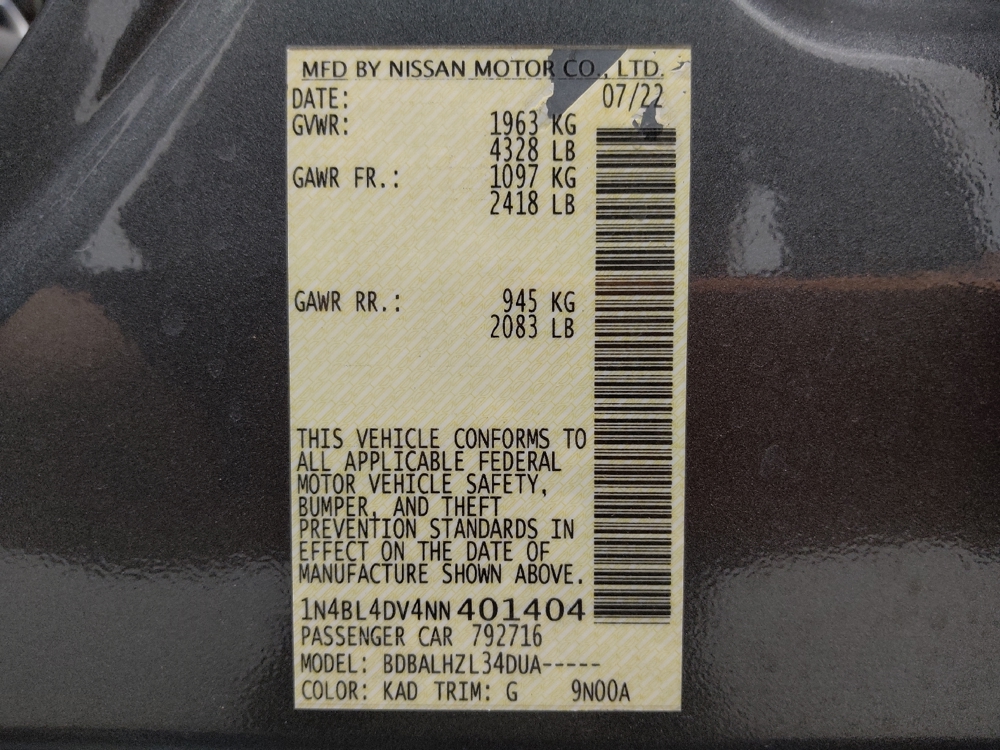 MFD BY NISSAN MOTOR CO., LTD.
DATE: 07/22
GVWR: 1963 KG
4328 LB
GAWR FR.: 1097 KG
2418 LB
GAWR RR.: 945 KG
2083 LB
THIS VEHICLE CONFORMS TO
ALL APPLICABLE FEDERAL
MOTOR VEHICLE SAFETY,
BUMPER, AND THEFT
PREVENTION STANDARDS IN
EFFECT ON THE DATE OF
MANUFACTURE SHOWN ABOVE.
1N4BL4DV4NN401404
PASSENGER CAR 792716
MODEL: BDBALHZL34DUA-----
COLOR: KAD TRIM: G 9N00A